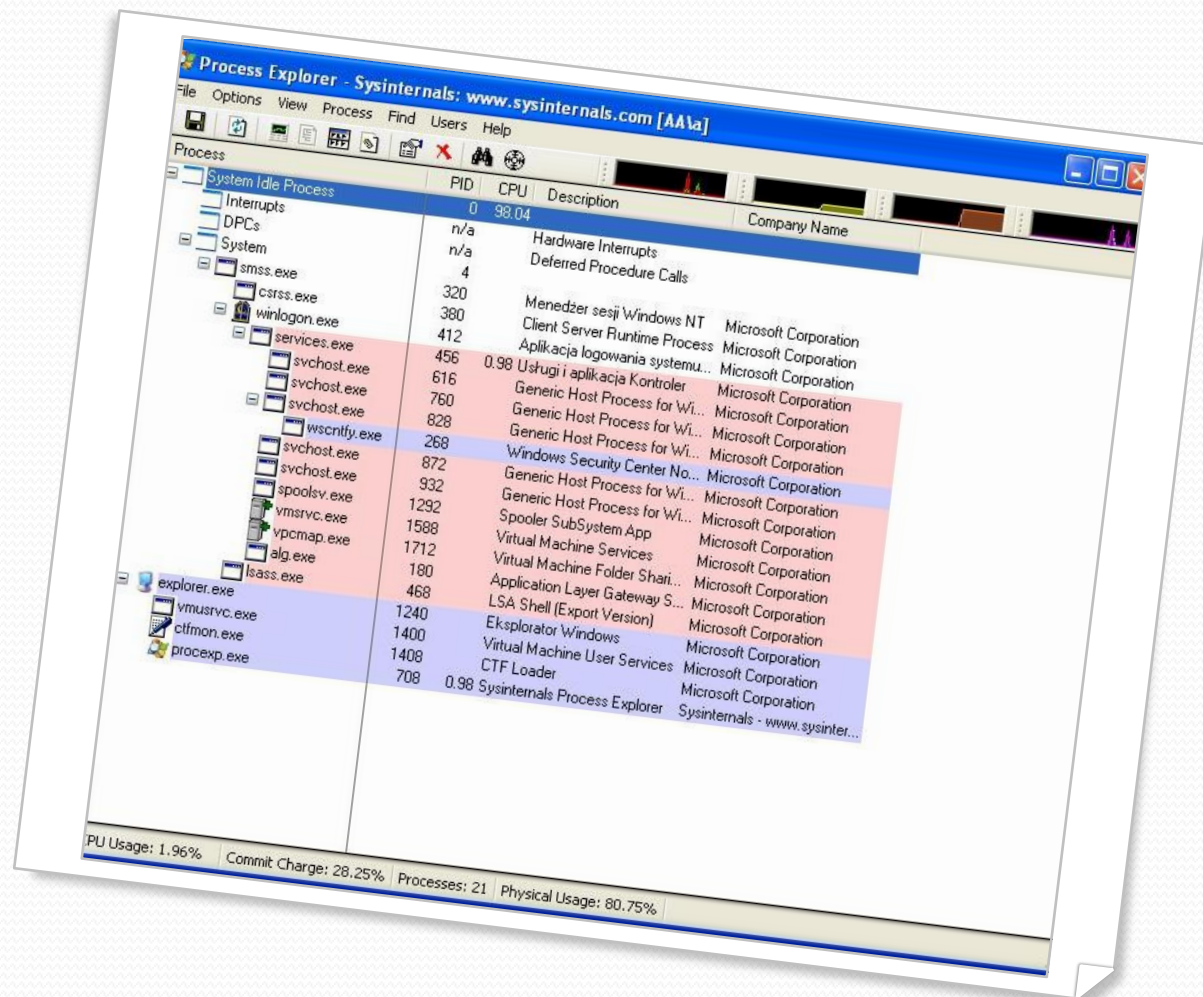 Process Explorer - Sysinternals: www.sysinternals.com [AA\a]
File Options View Process Find Users Help
Process PID CPU Description Company Name
System Idle Process 0 98.04
Interrupts n/a Hardware Interrupts
DPCs n/a Deferred Procedure Calls
System 4
smss.exe 320 Menedżer sesji Windows NT Microsoft Corporation
csrss.exe 380 Client Server Runtime Process Microsoft Corporation
winlogon.exe 412 Aplikacja logowania systemu... Microsoft Corporation
services.exe 456 0.98 Usługi i aplikacja Kontroler Microsoft Corporation
svchost.exe 616 Generic Host Process for Wi... Microsoft Corporation
svchost.exe 760 Generic Host Process for Wi... Microsoft Corporation
svchost.exe 828 Generic Host Process for Wi... Microsoft Corporation
wscntfy.exe 268 Windows Security Center No... Microsoft Corporation
svchost.exe 872 Generic Host Process for Wi... Microsoft Corporation
svchost.exe 932 Generic Host Process for Wi... Microsoft Corporation
spoolsv.exe 1292 Spooler SubSystem App Microsoft Corporation
vmsrvc.exe 1588 Virtual Machine Services Microsoft Corporation
vpcmap.exe 1712 Virtual Machine Folder Shari... Microsoft Corporation
alg.exe 180 Application Layer Gateway S... Microsoft Corporation
lsass.exe 468 LSA Shell (Export Version) Microsoft Corporation
explorer.exe 1240 Eksplorator Windows Microsoft Corporation
vmusrvc.exe 1400 Virtual Machine User Services Microsoft Corporation
ctfmon.exe 1408 CTF Loader Microsoft Corporation
procexp.exe 708 0.98 Sysinternals Process Explorer Sysinternals - www.sysinter...
PU Usage: 1.96% Commit Charge: 28.25% Processes: 21 Physical Usage: 80.75%